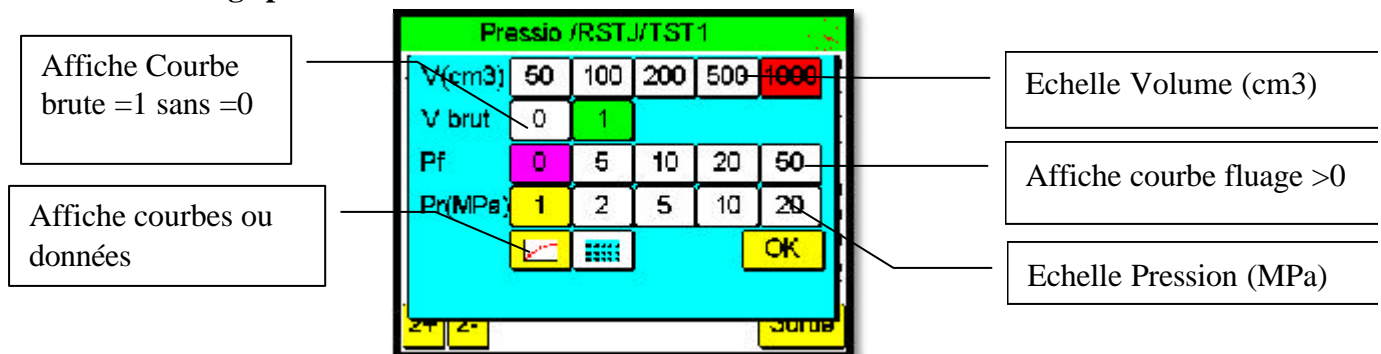 Pressio /RSTJ/TST1
Affiche Courbe
brute =1 sans =0
V(cm3) 50 100 200 500 1000
Echelle Volume (cm3)
V brut 0 1
Pf 0 5 10 20 50
Affiche courbe fluage >0
Affiche courbes ou
données
Pr(MPa) 1 2 5 10 20
OK
Echelle Pression (MPa)
2+ 2-